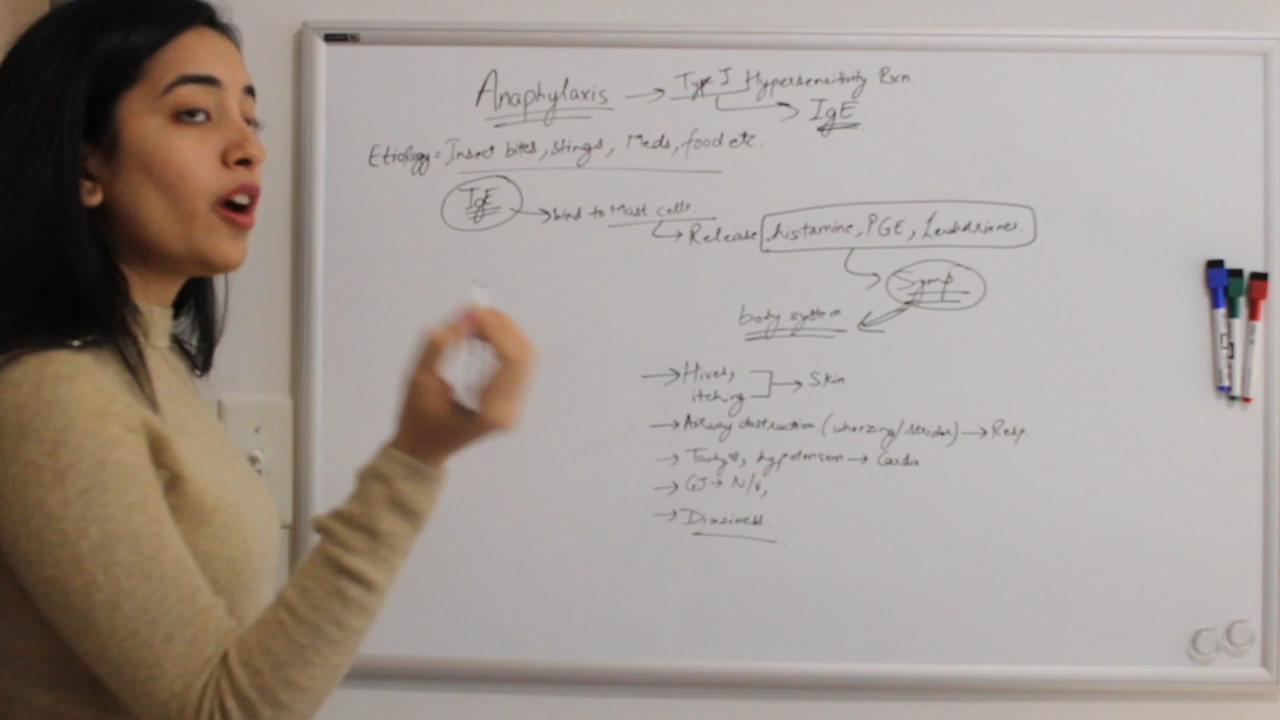 Anaphylaxis → Type I Hypersensitivity Rxn.
→ IgE
Etiology = Insect bites, stings, Meds, food etc.
IgE → bind to Mast cells
→ Release histamine, PGE, Leukotrienes.
Symp
body system
→ Hives, itching → Skin
→ Airway obstruction (wheezing/stridor) → Resp.
→ Tachy, hypotension → Cardio
→ GI → N/V,
→ Dizziness.